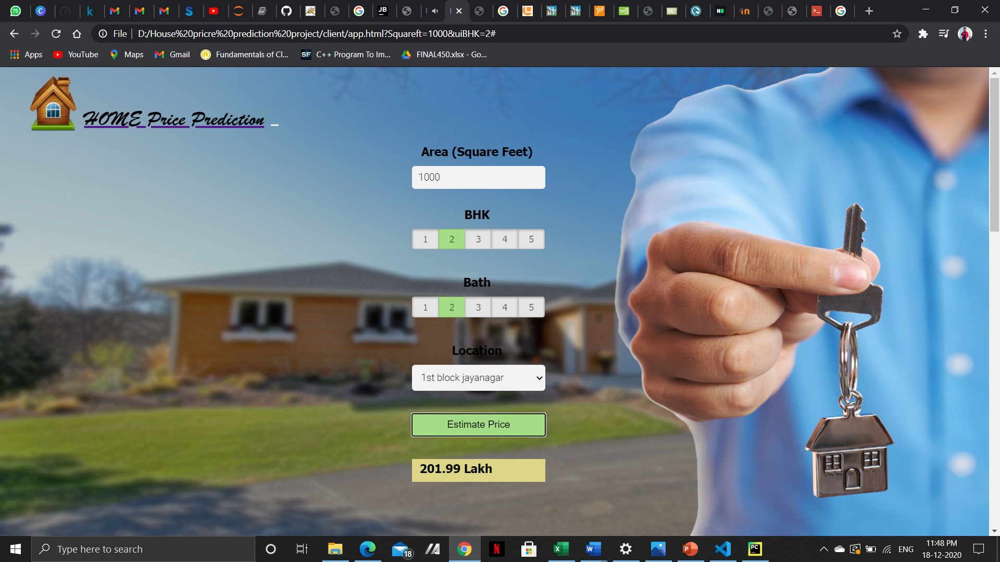 File
D:/House%20pricre%20prediction%20project/client/app.html?Squareft=1000&uiBHK=2#
Apps YouTube Maps Gmail Fundamentals of Cl... C++ Program To Im... FINAL450.xlsx - Go...
HOME Price Prediction
Area (Square Feet)
1000
BHK
1 2 3 4 5
Bath
1 2 3 4 5
Location
1st block jayanagar
Estimate Price
201.99 Lakh
Type here to search
18
ENG
11:48 PM
18-12-2020